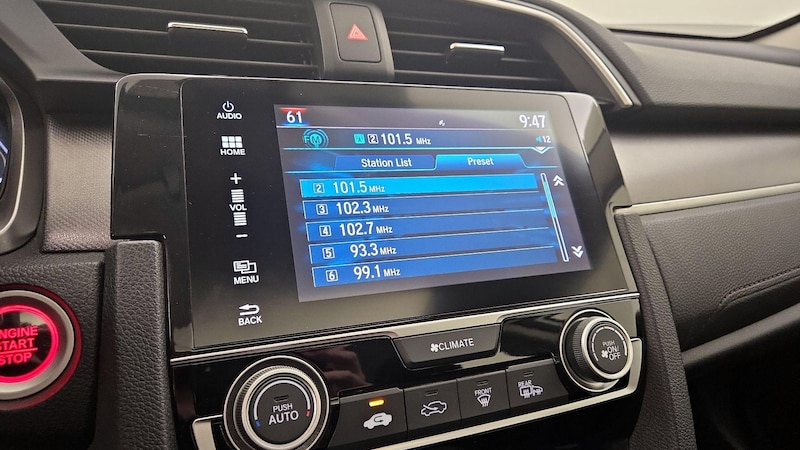 61
9:47
FM 2 101.5 MHz
12
Station List
Preset
2 101.5 MHz
3 102.3 MHz
4 102.7 MHz
5 93.3 MHz
6 99.1 MHz
AUDIO
HOME
+
VOL
−
MENU
BACK
ENGINE
START
STOP
CLIMATE
PUSH
AUTO
FRONT
REAR
PUSH
ON/
OFF